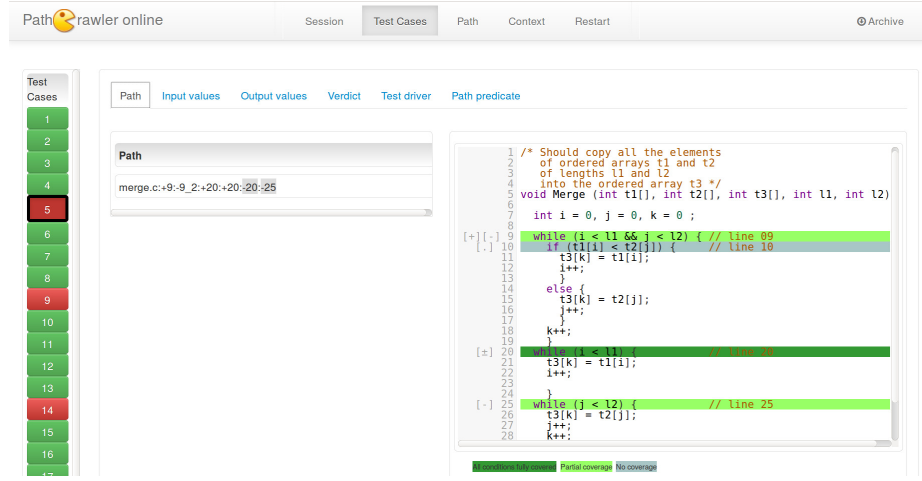 Path rawler online
Session
Test Cases
Path
Context
Restart
Archive
Test
Cases
1
2
3
4
5
6
7
8
9
10
11
12
13
14
15
16
17
Path
Input values
Output values
Verdict
Test driver
Path predicate
Path
merge.c:+9:-9_2:+20:+20:-20:-25
1 /* Should copy all the elements
2 of ordered arrays t1 and t2
3 of lengths l1 and l2
4 into the ordered array t3 */
5 void Merge (int t1[], int t2[], int t3[], int l1, int l2)
6
7 int i = 0, j = 0, k = 0 ;
8
[+][-] 9 while (i < l1 && j < l2) { // line 09
[.] 10 if (t1[i] < t2[j]) { // line 10
11 t3[k] = t1[i];
12 i++;
13 }
14 else {
15 t3[k] = t2[j];
16 j++;
17 }
18 k++;
19 }
[±] 20 while (i < l1) { // line 20
21 t3[k] = t1[i];
22 i++;
23
24 }
[-] 25 while (j < l2) { // line 25
26 t3[k] = t2[j];
27 j++;
28 k++;
All conditions fully covered Partial coverage No coverage